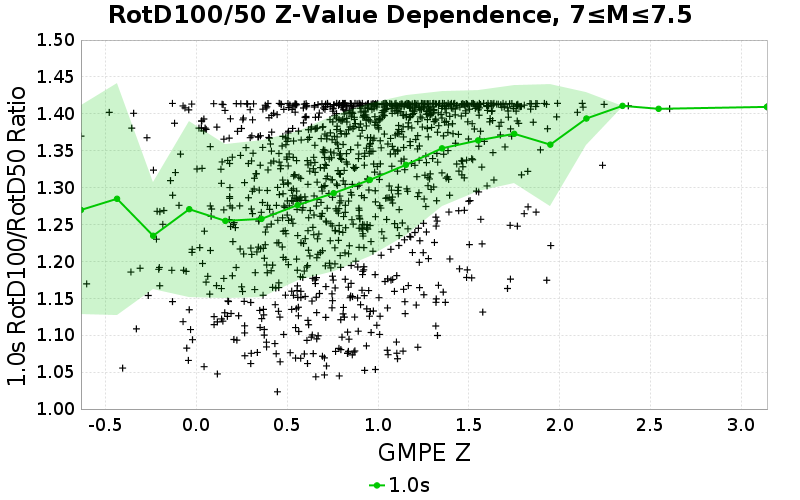 RotD100/50 Z-Value Dependence, 7≤M≤7.5
1.0s RotD100/RotD50 Ratio
1.50
1.45
1.40
1.35
1.30
1.25
1.20
1.15
1.10
1.05
1.00
-0.5 0.0 0.5 1.0 1.5 2.0 2.5 3.0
GMPE Z
1.0s